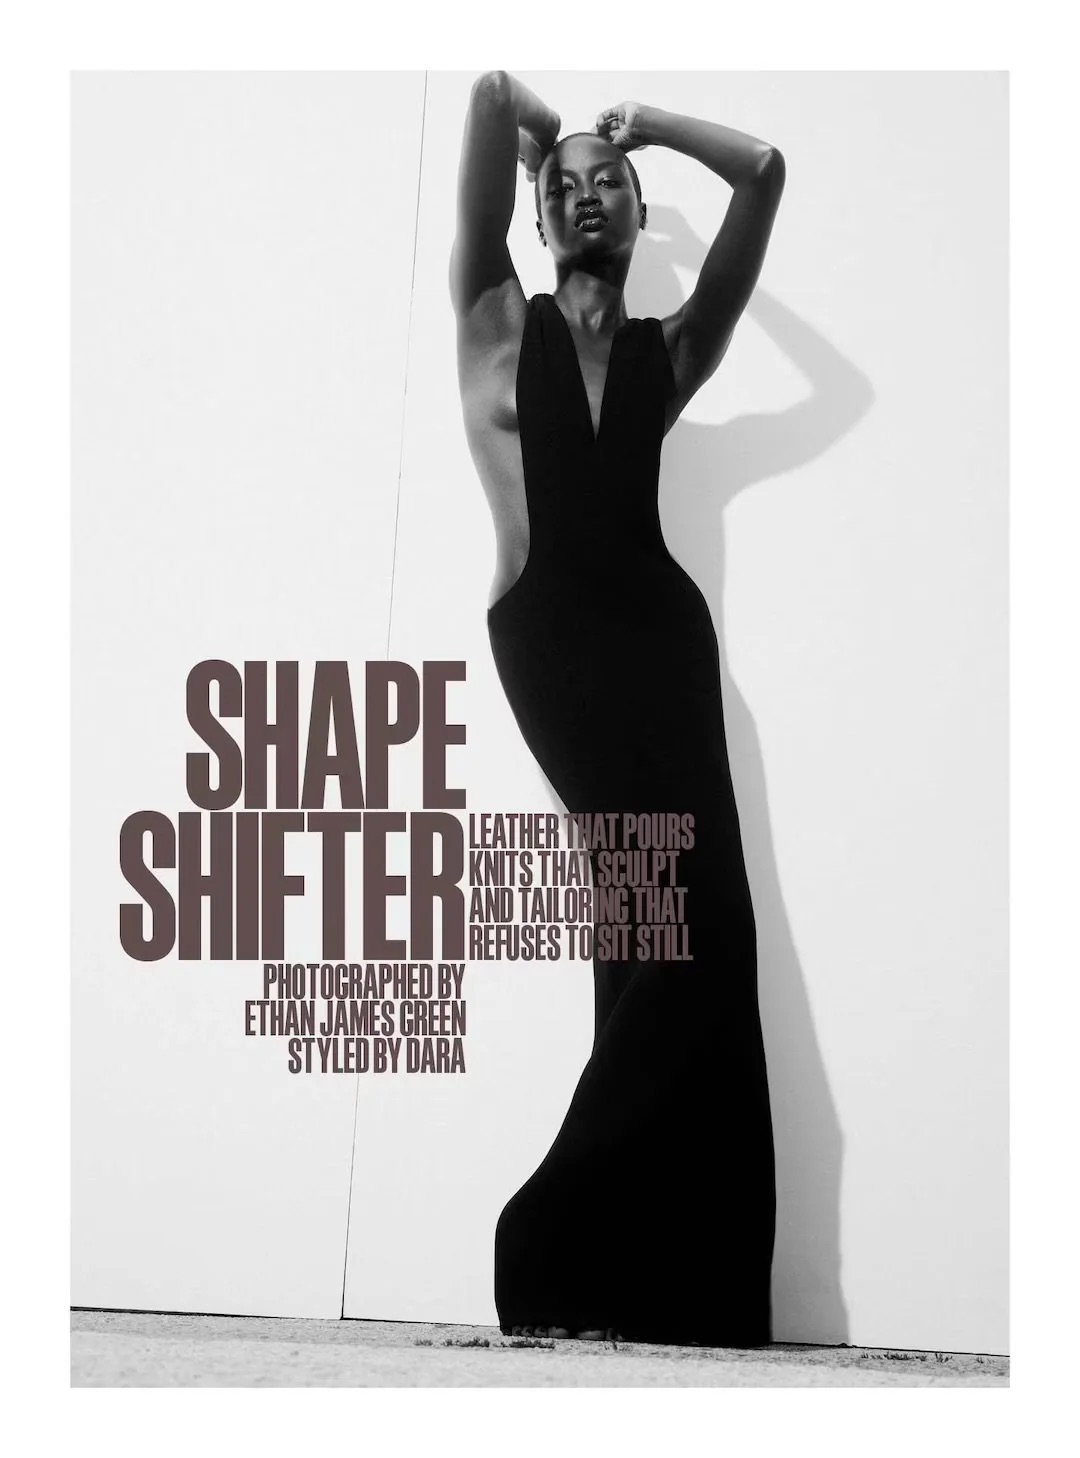 SHAPE
SHIFTER
LEATHER THAT POURS
KNITS THAT SCULPT
AND TAILORING THAT
REFUSES TO SIT STILL
PHOTOGRAPHED BY
ETHAN JAMES GREEN
STYLED BY DARA